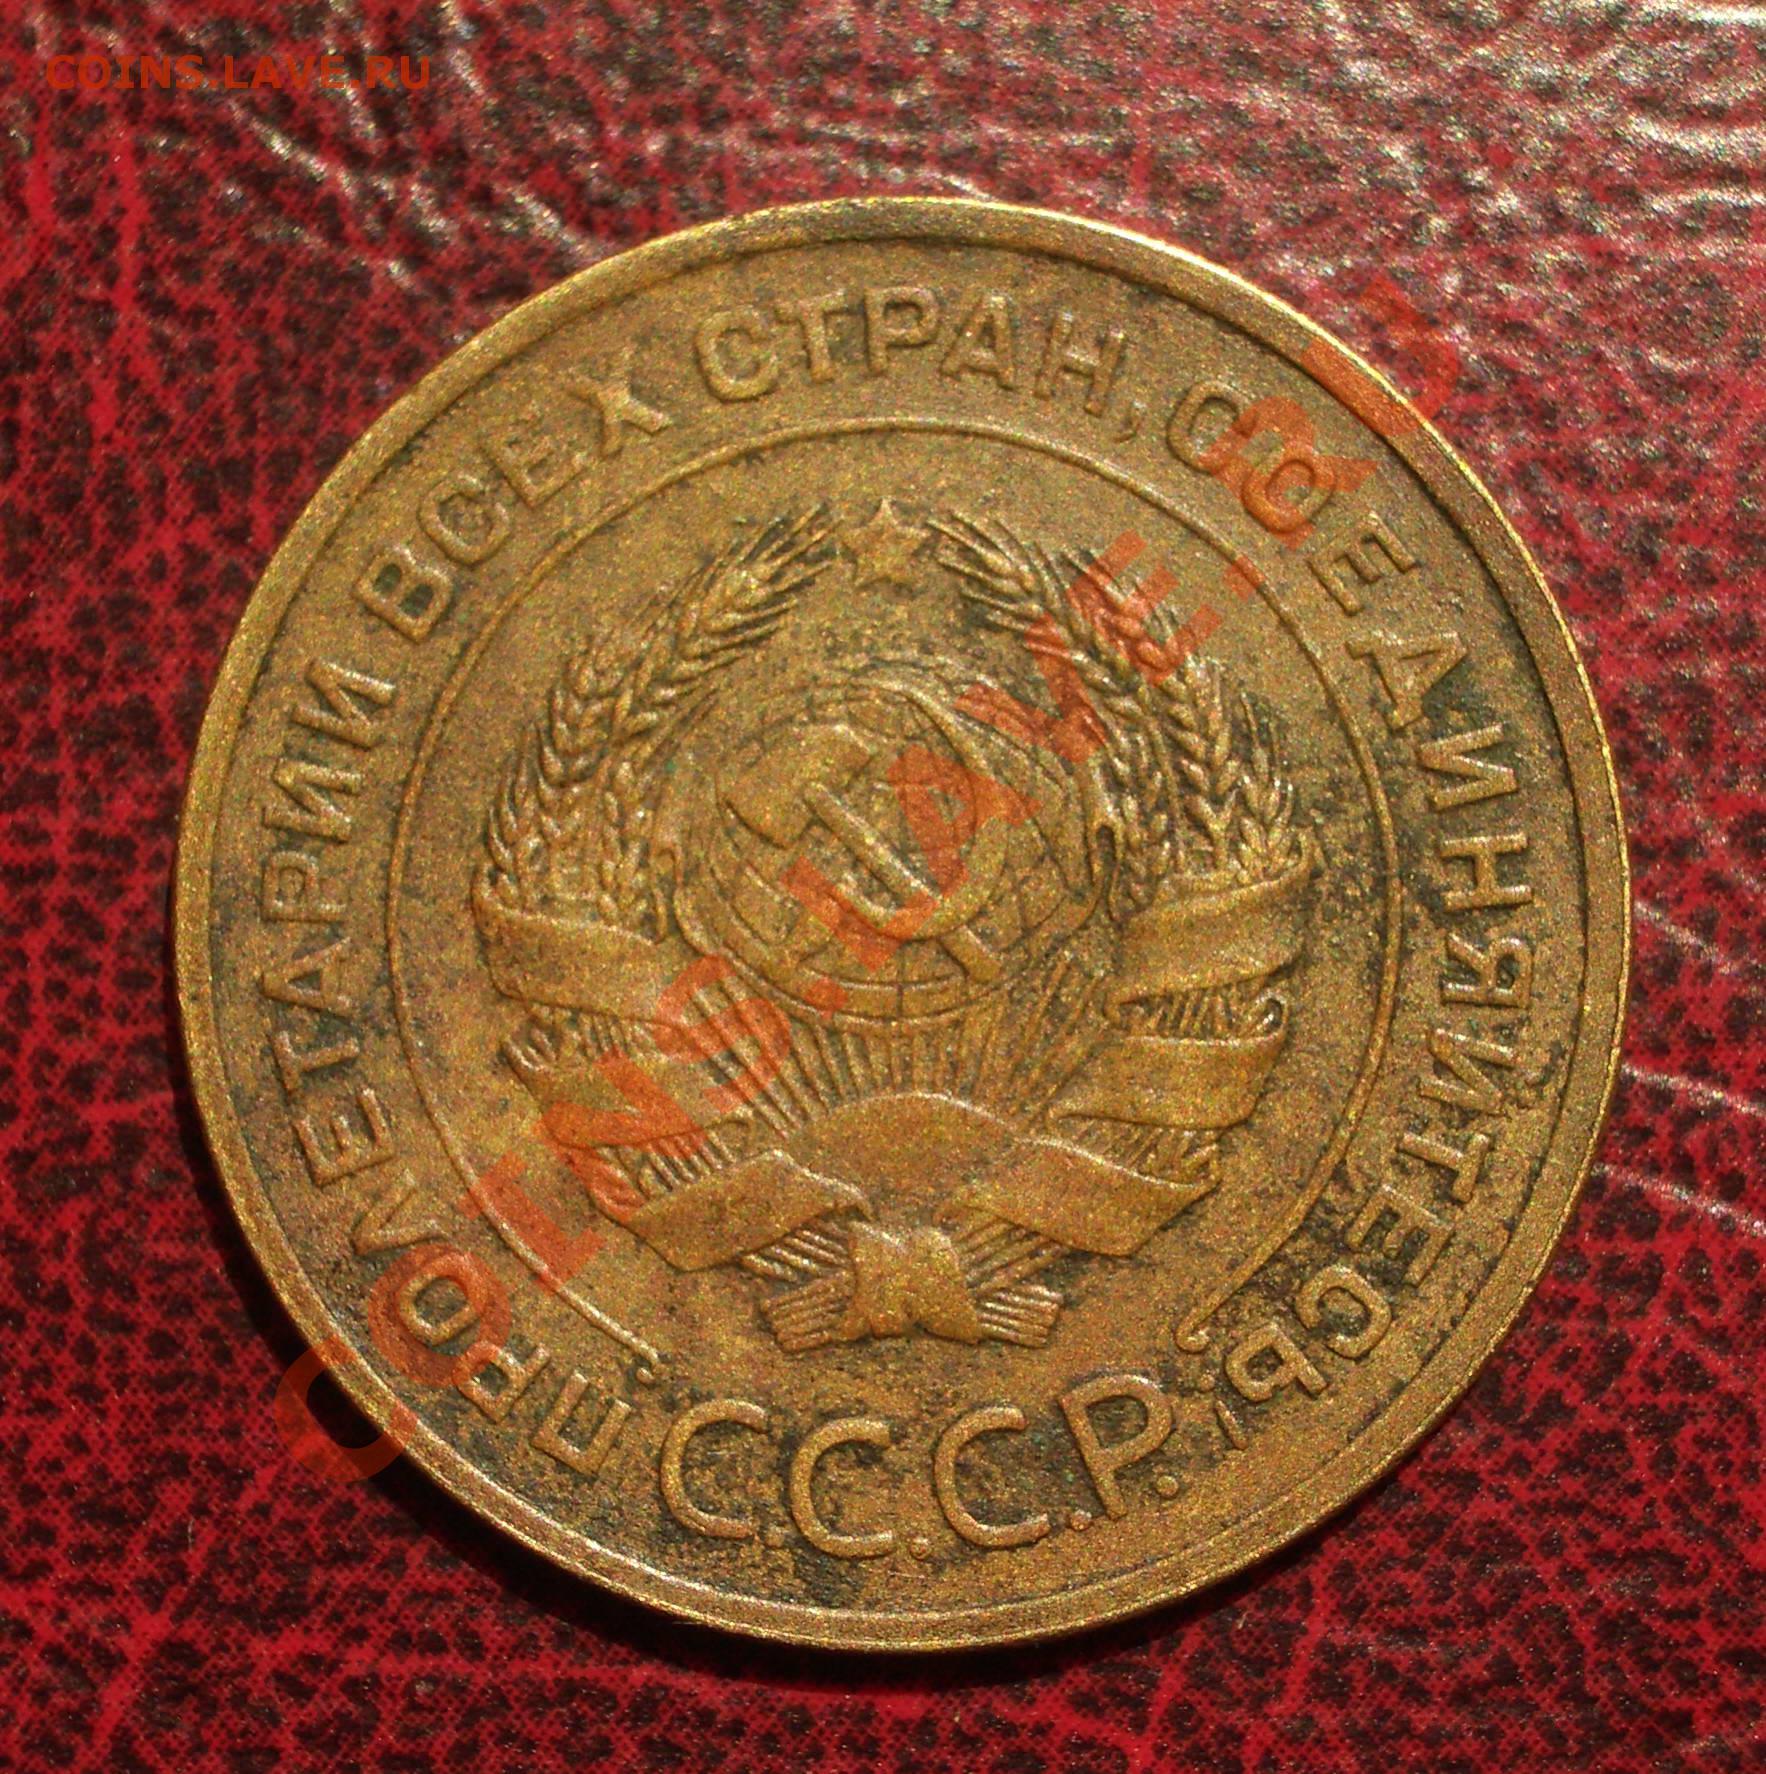 COINS.LAVE.RU
ПРОЛЕТАРИИ ВСЕХ СТРАН, СОЕДИНЯЙТЕСЬ!
С.С.С.Р.
COINS.LAVE.RU